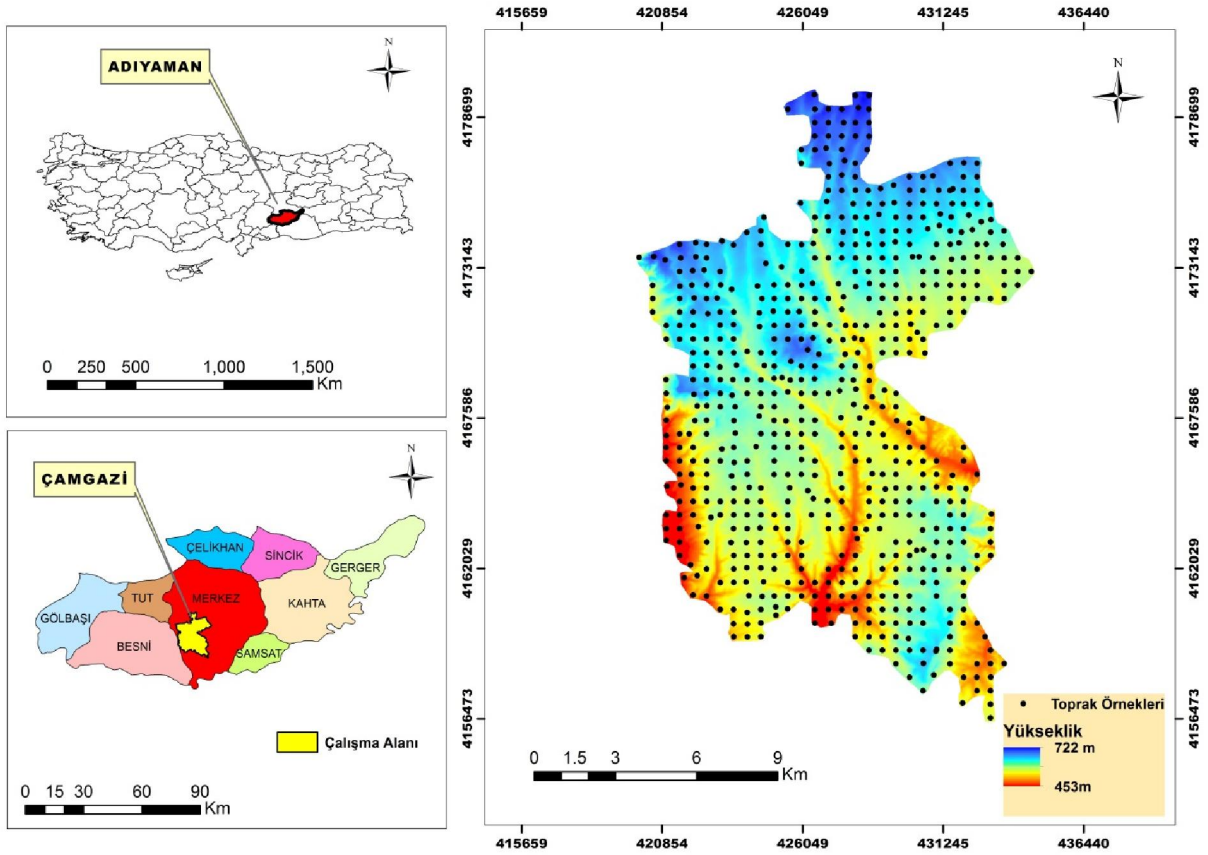 ADIYAMAN
N
0 250 500 1,000 1,500
Km
ÇAMGAZİ
N
ÇELİKHAN
SİNCİK
GERGER
TUT
MERKEZ
KAHTA
GÖLBAŞI
BESNİ
SAMSAT
Çalışma Alanı
0 15 30 60 90
Km
415659 420854 426049 431245 436440
N
4178699 4178699
4173143 4173143
4167586 4167586
4162029 4162029
4156473 4156473
Toprak Örnekleri
Yükseklik
722 m
453m
0 1.5 3 6 9
Km
415659 420854 426049 431245 436440